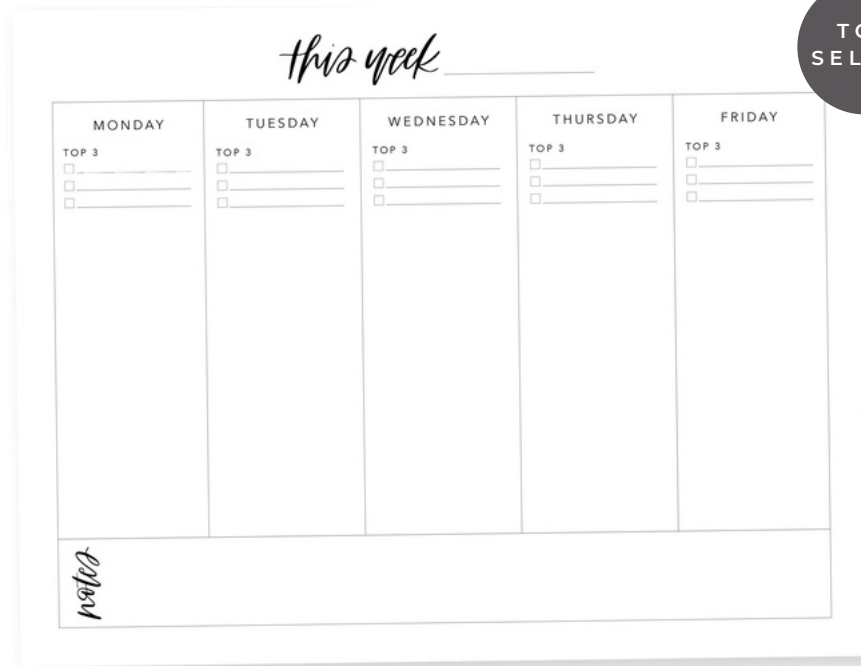 this week
MONDAY
TOP 3
TUESDAY
TOP 3
WEDNESDAY
TOP 3
THURSDAY
TOP 3
FRIDAY
TOP 3
notes